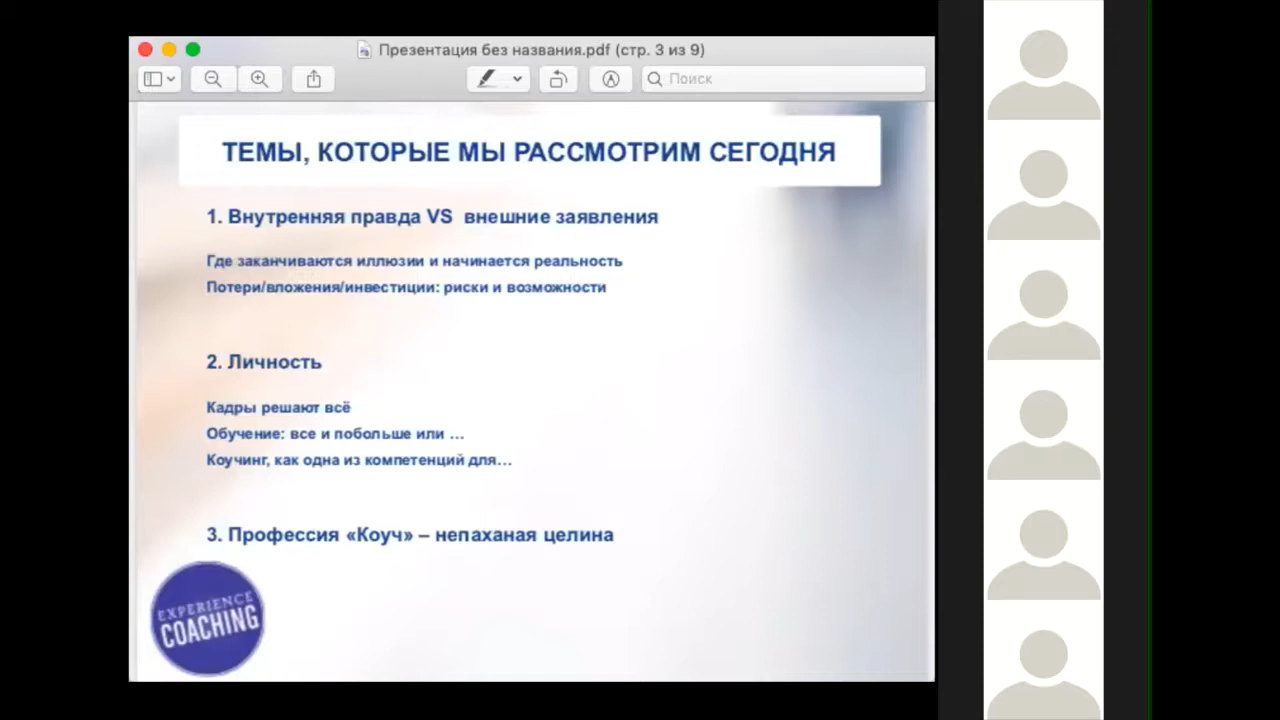 Презентация без названия.pdf (стр. 3 из 9)
Поиск
ТЕМЫ, КОТОРЫЕ МЫ РАССМОТРИМ СЕГОДНЯ
1. Внутренняя правда VS внешние заявления
Где заканчиваются иллюзии и начинается реальность
Потери/вложения/инвестиции: риски и возможности
2. Личность
Кадры решают всё
Обучение: все и побольше или ...
Коучинг, как одна из компетенций для...
3. Профессия «Коуч» – непаханая целина
EXPERIENCE
COACHING